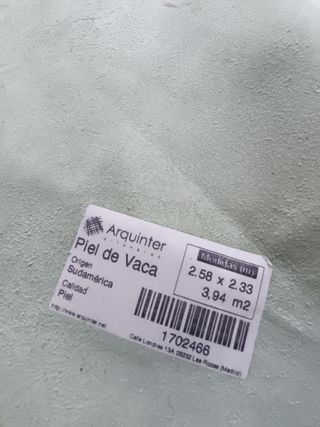 Arquinter
alfombras
Piel de Vaca
Origen
Sudamérica
Calidad
Piel
Medidas (m)
2.58 x 2.33
3,94 m2
1702466
http://www.arquinter.net
Calle Londres 13A 28232 Las Rozas (Madrid)